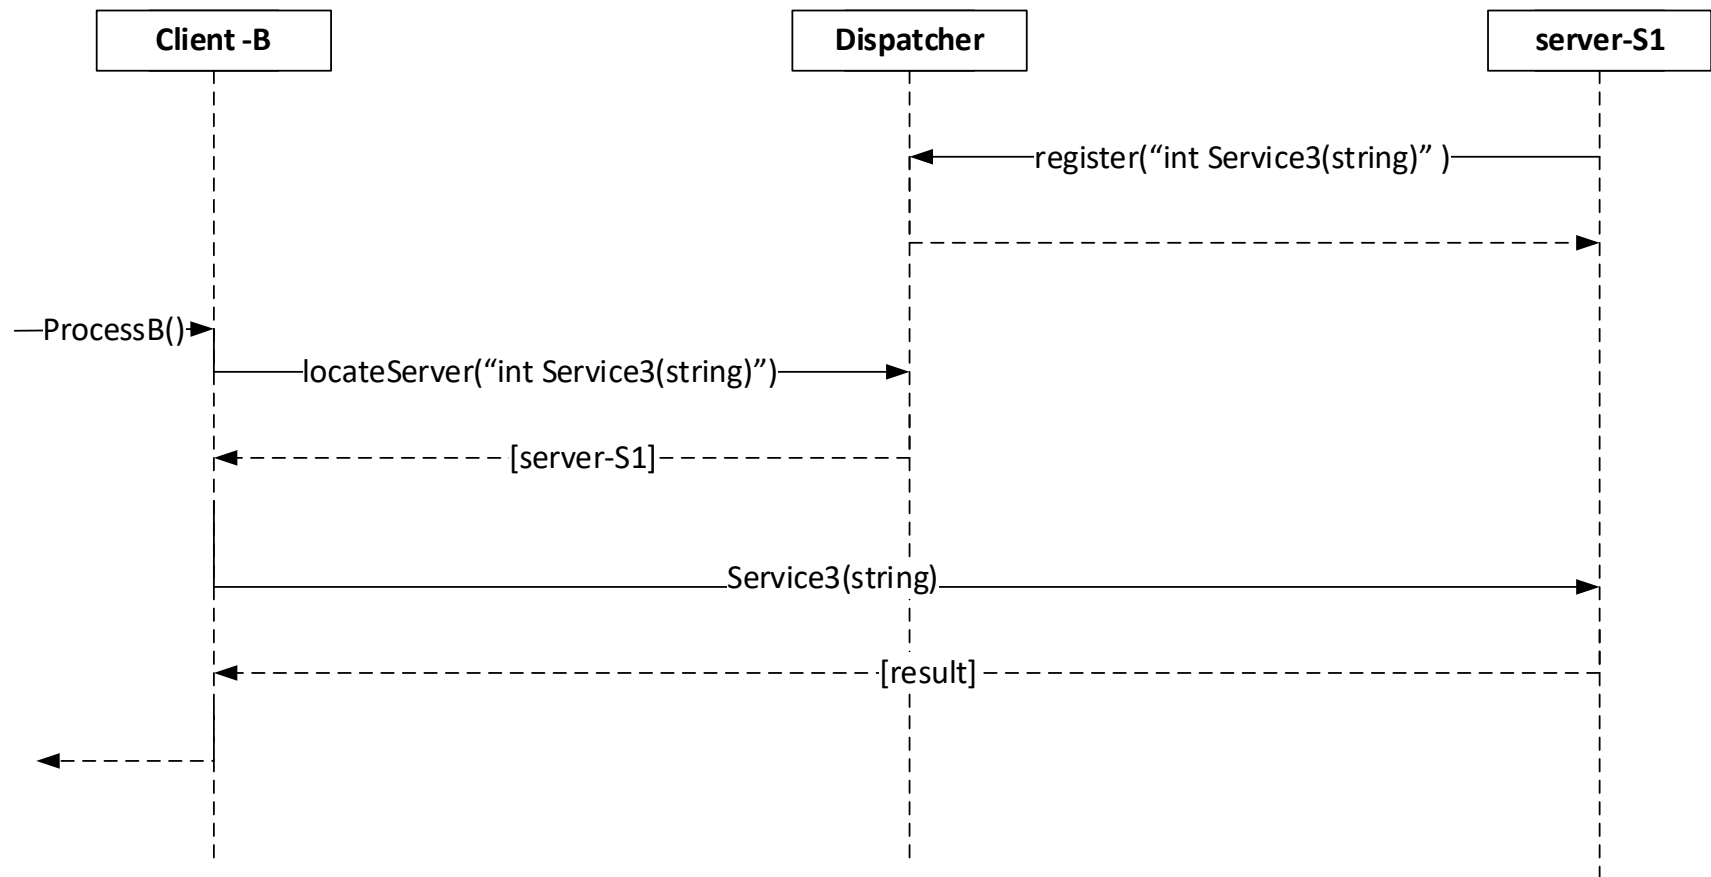 Client -B
Dispatcher
server-S1
register(“int Service3(string)” )
ProcessB()
locateServer(“int Service3(string)”)
[server-S1]
Service3(string)
[result]